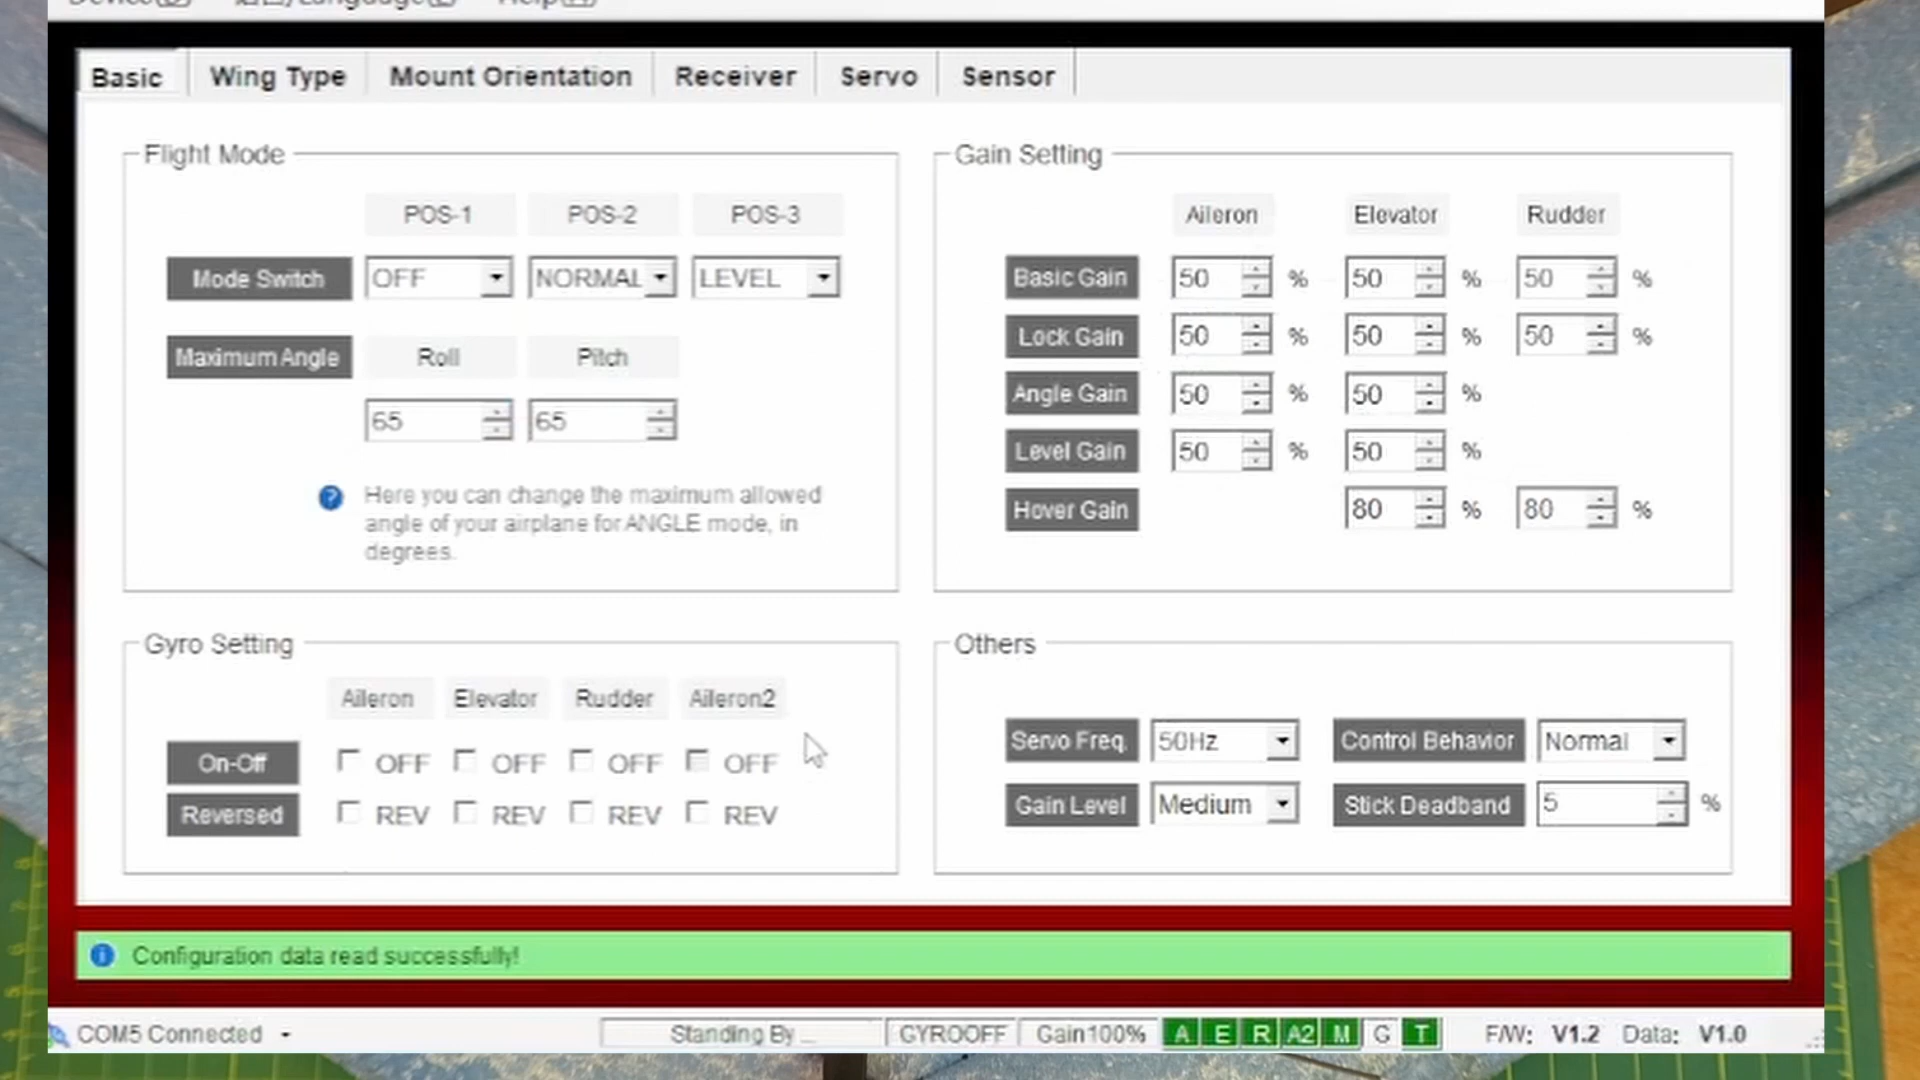 Help
Basic Wing Type Mount Orientation Receiver Servo Sensor
Flight Mode
POS-1 POS-2 POS-3
Mode Switch OFF NORMAL LEVEL
Maximum Angle Roll Pitch
65 65
Here you can change the maximum allowed
angle of your airplane for ANGLE mode, in
degrees.
Gain Setting
Aileron Elevator Rudder
Basic Gain 50 % 50 % 50 %
Lock Gain 50 % 50 % 50 %
Angle Gain 50 % 50 %
Level Gain 50 % 50 %
Hover Gain 80 % 80 %
Gyro Setting
Aileron Elevator Rudder Aileron2
On-Off OFF OFF OFF OFF
Reversed REV REV REV REV
Others
Servo Freq. 50Hz Control Behavior Normal
Gain Level Medium Stick Deadband 5 %
Configuration data read successfully!
COM5 Connected Standing By ... GYROOFF Gain100% A E R A2 M G T F/W: V1.2 Data: V1.0